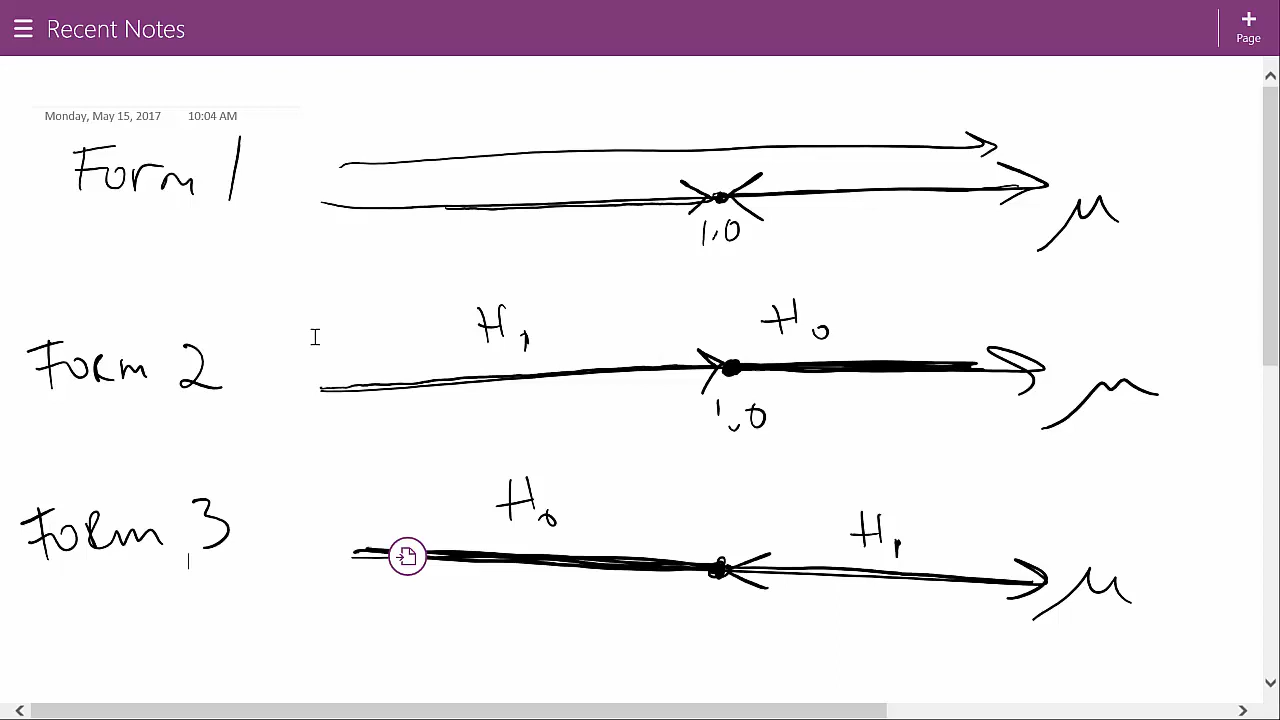 Recent Notes
+
Page
Monday, May 15, 2017 10:04 AM
Form 1
1,0
μ
H1 H0
Form 2
1,0
μ
H0 H1
Form 3
μ